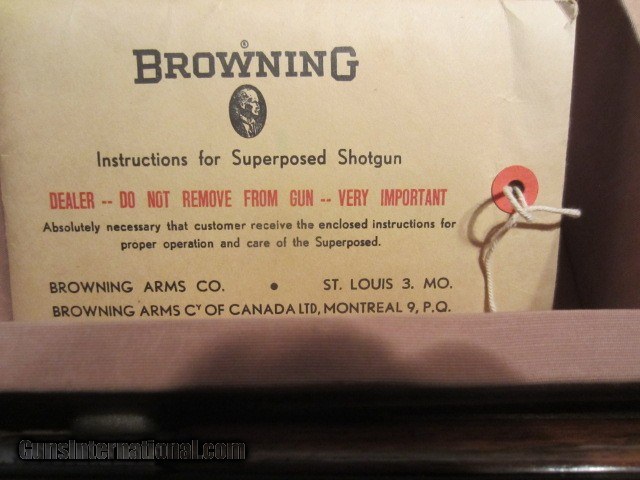 ®
BROWNING
Instructions for Superposed Shotgun
DEALER -- DO NOT REMOVE FROM GUN -- VERY IMPORTANT
Absolutely necessary that customer receive the enclosed instructions for
proper operation and care of the Superposed.
BROWNING ARMS CO. • ST. LOUIS 3. MO.
BROWNING ARMS Cʸ OF CANADA LTD, MONTREAL 9, P.Q.
GunsInternational.com